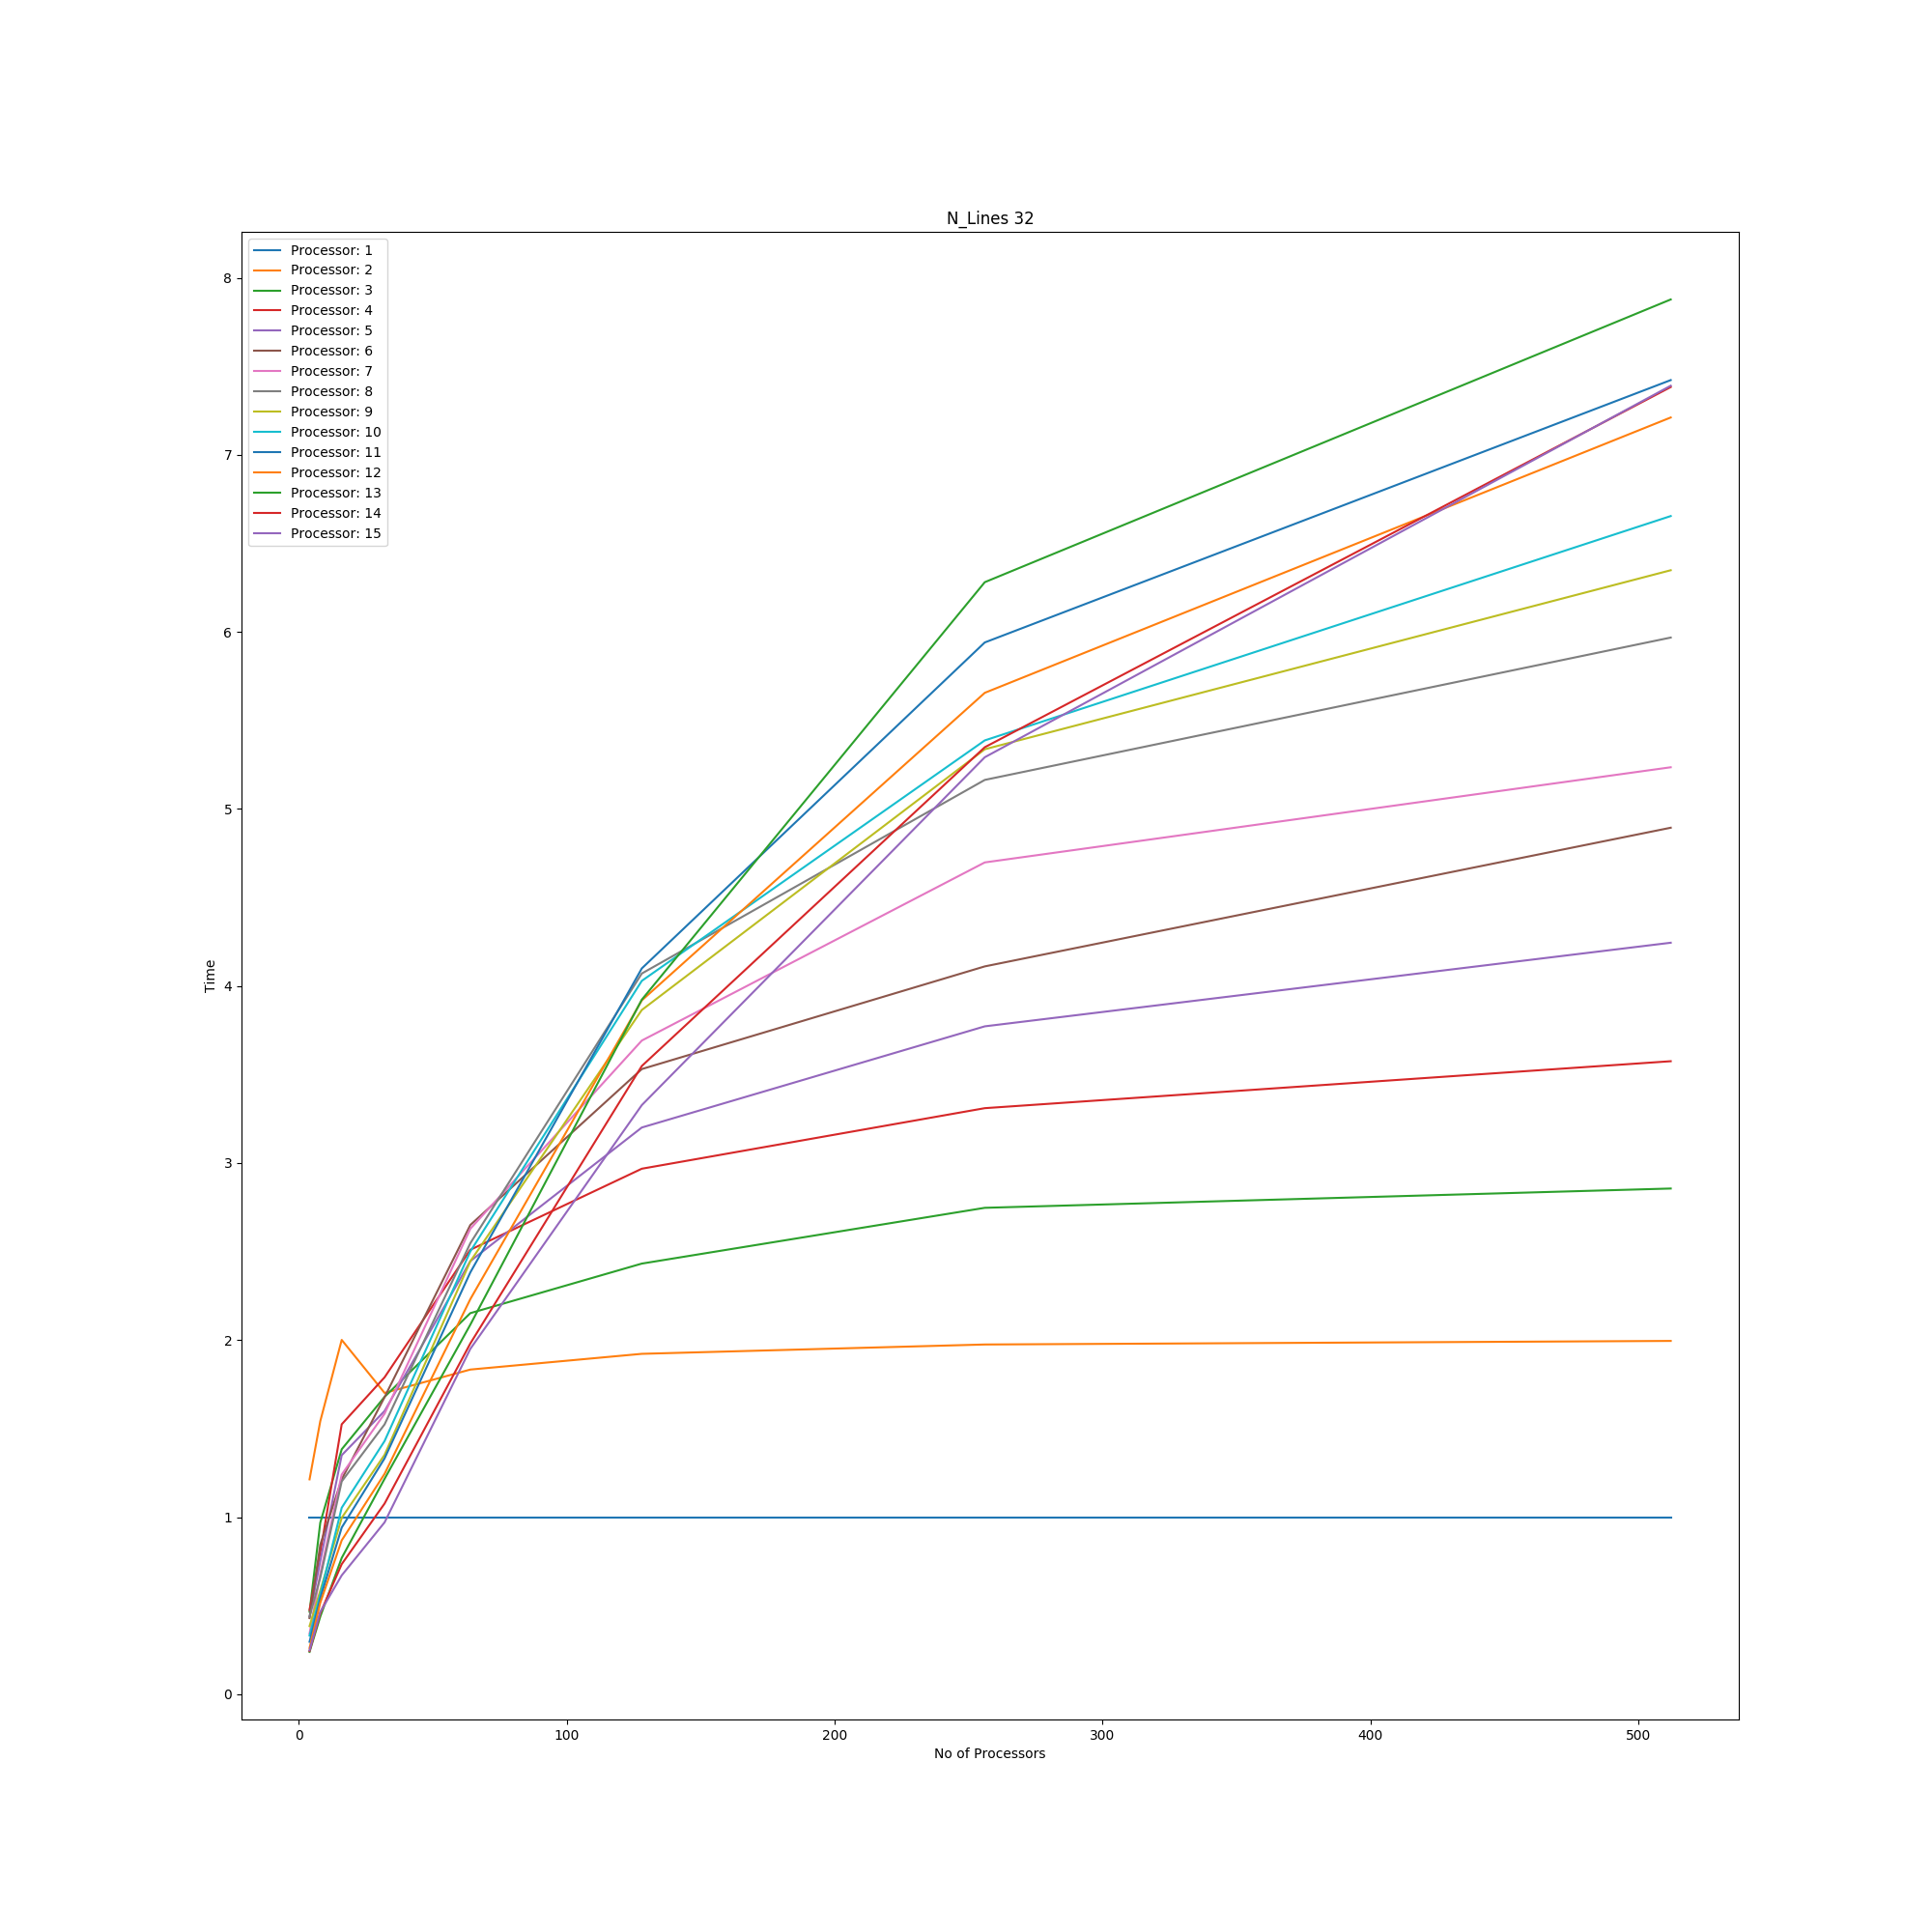 N_Lines 32
Processor: 1
Processor: 2
Processor: 3
Processor: 4
Processor: 5
Processor: 6
Processor: 7
Processor: 8
Processor: 9
Processor: 10
Processor: 11
Processor: 12
Processor: 13
Processor: 14
Processor: 15
8
7
6
5
4
3
2
1
0
Time
0 100 200 300 400 500
No of Processors